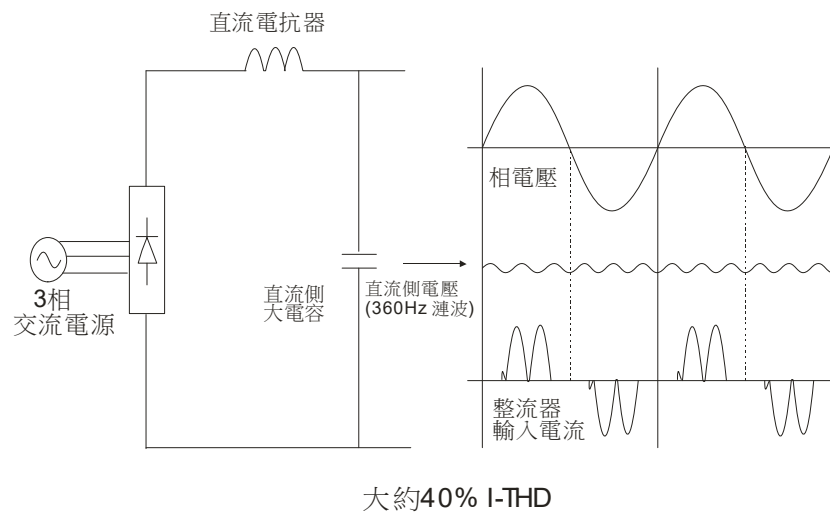 直流電抗器
3相
交流電源
直流側
大電容
直流側電壓
(360Hz 漣波)
相電壓
整流器
輸入電流
大約40% I-THD